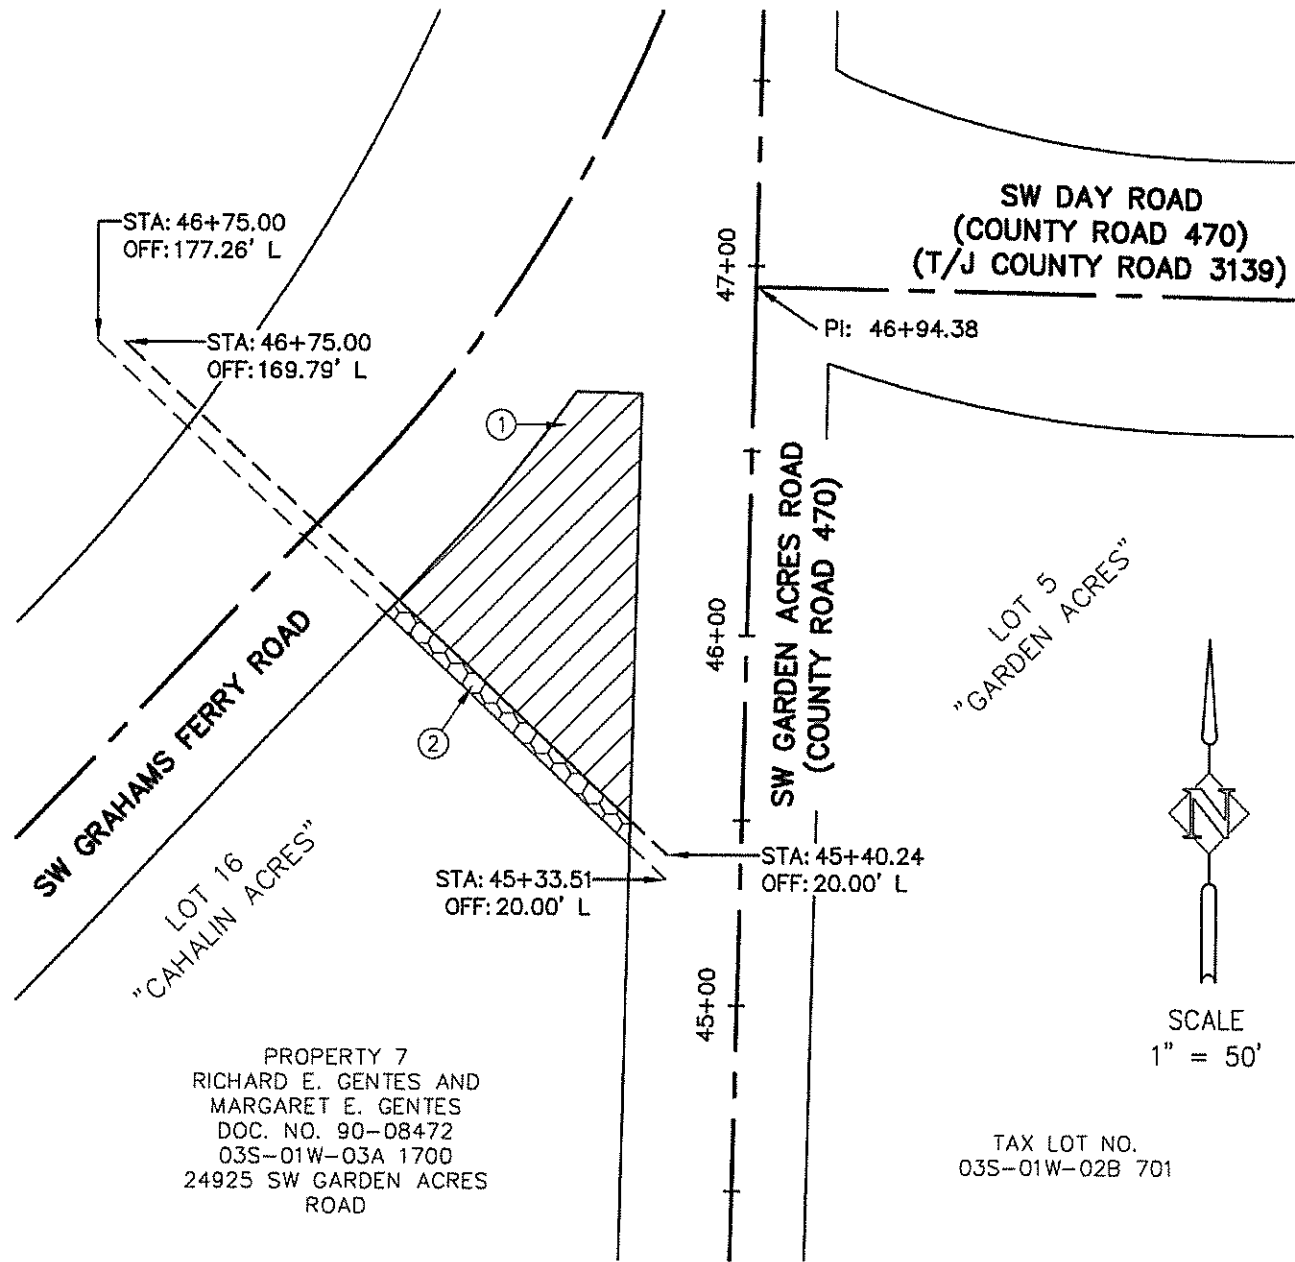 SW DAY ROAD
(COUNTY ROAD 470)
(T/J COUNTY ROAD 3139)
STA: 46+75.00
OFF: 177.26' L
47+00
PI: 46+94.38
STA: 46+75.00
OFF: 169.79' L
1
SW GARDEN ACRES ROAD
(COUNTY ROAD 470)
LOT 5
"GARDEN ACRES"
46+00
SW GRAHAMS FERRY ROAD
2
N
LOT 16
"CAHALIN ACRES"
STA: 45+40.24
OFF: 20.00' L
STA: 45+33.51
OFF: 20.00' L
45+00
SCALE
1" = 50'
PROPERTY 7
RICHARD E. GENTES AND
MARGARET E. GENTES
DOC. NO. 90-08472
03S-01W-03A 1700
24925 SW GARDEN ACRES
ROAD
TAX LOT NO.
03S-01W-02B 701